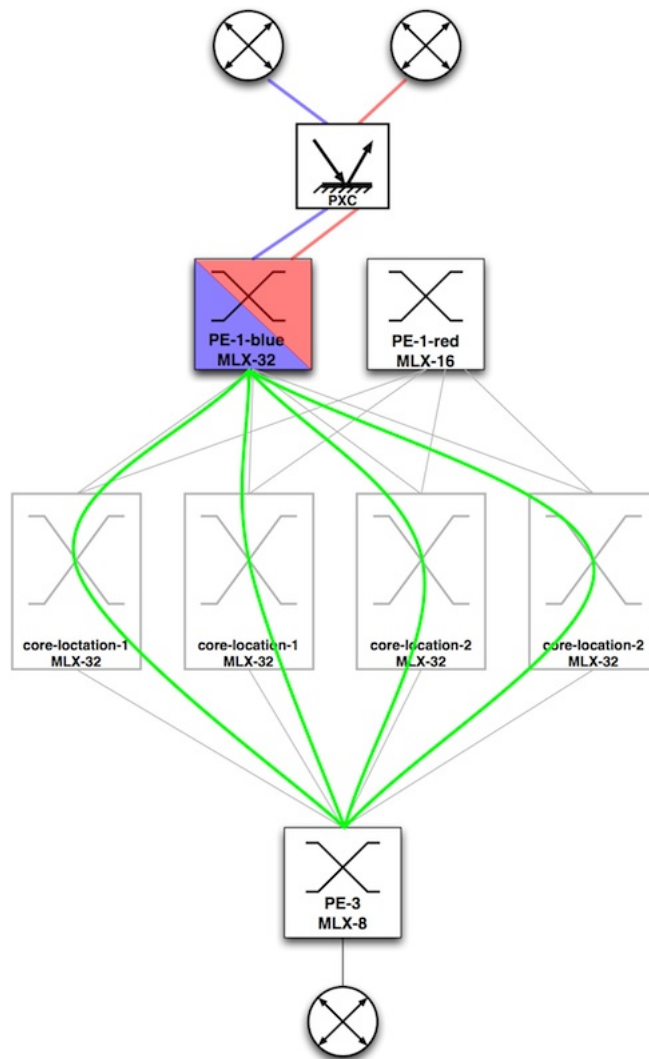 PXC
PE-1-blue
MLX-32
PE-1-red
MLX-16
core-loctation-1
MLX-32
core-location-1
MLX-32
core-location-2
MLX-32
core-location-2
MLX-32
PE-3
MLX-8